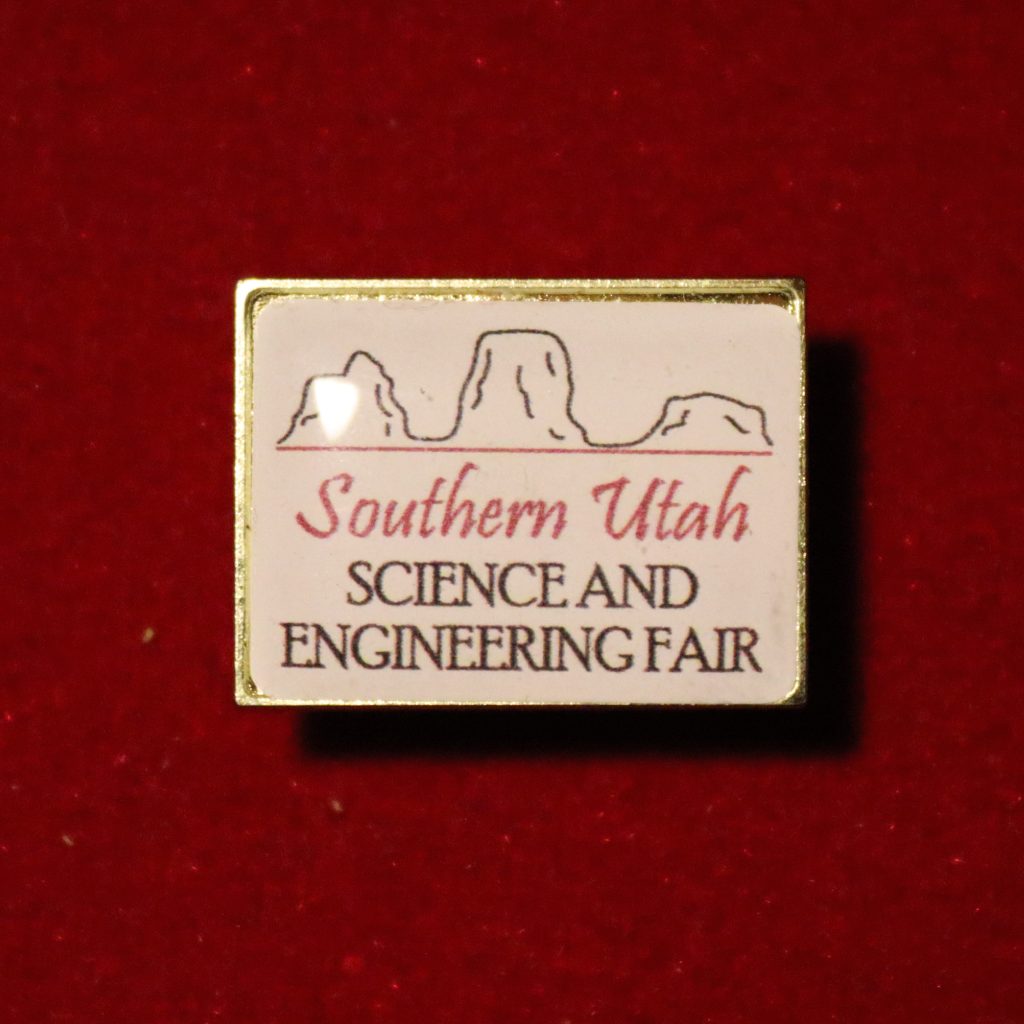 Southern Utah
SCIENCE AND
ENGINEERING FAIR